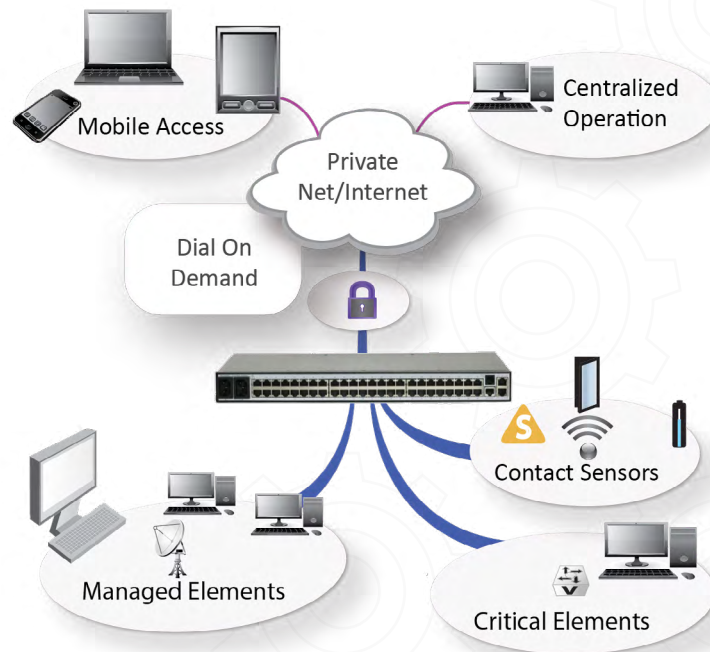 Mobile Access
Centralized
Operation
Private
Net/Internet
Dial On
Demand
S
Contact Sensors
Managed Elements
V
Critical Elements